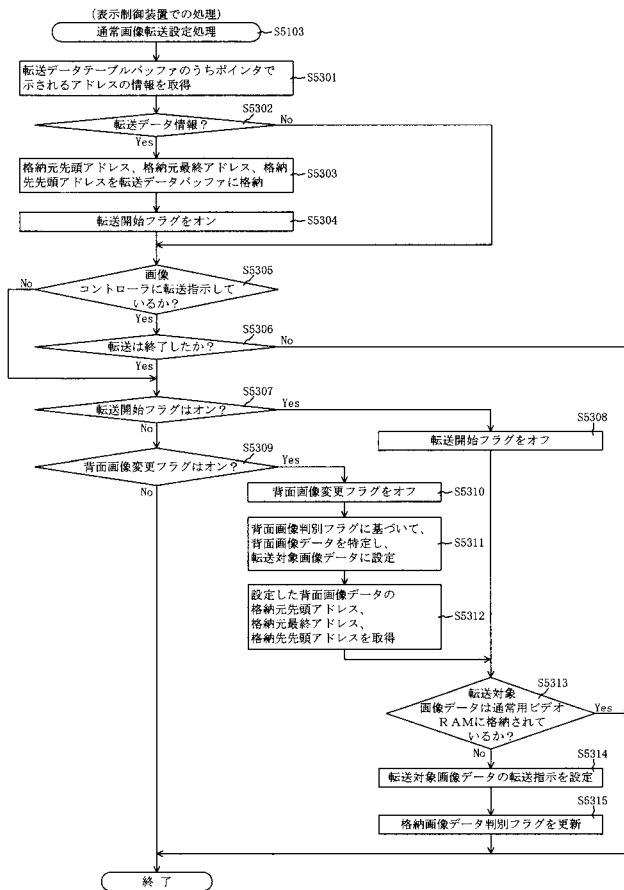 (表示制御装置での処理)
通常画像転送設定処理
S5103
転送データテーブルバッファのうちポインタで
示されるアドレスの情報を取得
S5301
S5302
転送データ情報?
No
Yes
格納元先頭アドレス、格納元最終アドレス、格納
先先頭アドレスを転送データバッファに格納
S5303
転送開始フラグをオン
S5304
S5305
画像
コントローラに転送指示して
いるか?
No
Yes
S5306
転送は終了したか?
No
Yes
S5307
転送開始フラグはオン?
Yes
No
S5308
転送開始フラグをオフ
S5309
背面画像変更フラグはオン?
Yes
No
背面画像変更フラグをオフ
S5310
背面画像判別フラグに基づいて、
背面画像データを特定し、
転送対象画像データに設定
S5311
設定した背面画像データの
格納元先頭アドレス、
格納元最終アドレス、
格納先先頭アドレスを取得
S5312
S5313
転送対象
画像データは通常用ビデオ
RAMに格納されて
いるか?
Yes
No
S5314
転送対象画像データの転送指示を設定
S5315
格納画像データ判別フラグを更新
終了